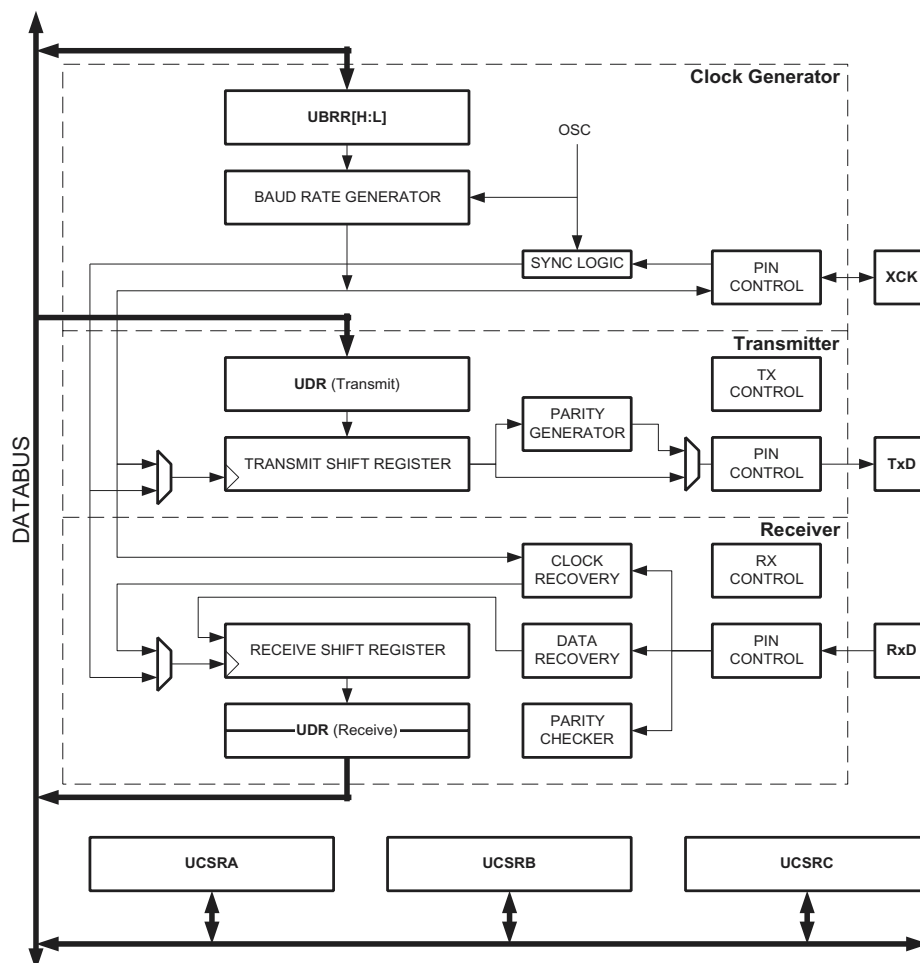 Clock Generator
UBRR[H:L]
OSC
BAUD RATE GENERATOR
SYNC LOGIC
PIN
CONTROL
XCK
Transmitter
UDR (Transmit)
TX
CONTROL
PARITY
GENERATOR
TRANSMIT SHIFT REGISTER
PIN
CONTROL
TxD
DATABUS
Receiver
CLOCK
RECOVERY
RX
CONTROL
RECEIVE SHIFT REGISTER
DATA
RECOVERY
PIN
CONTROL
RxD
UDR (Receive)
PARITY
CHECKER
UCSRA
UCSRB
UCSRC